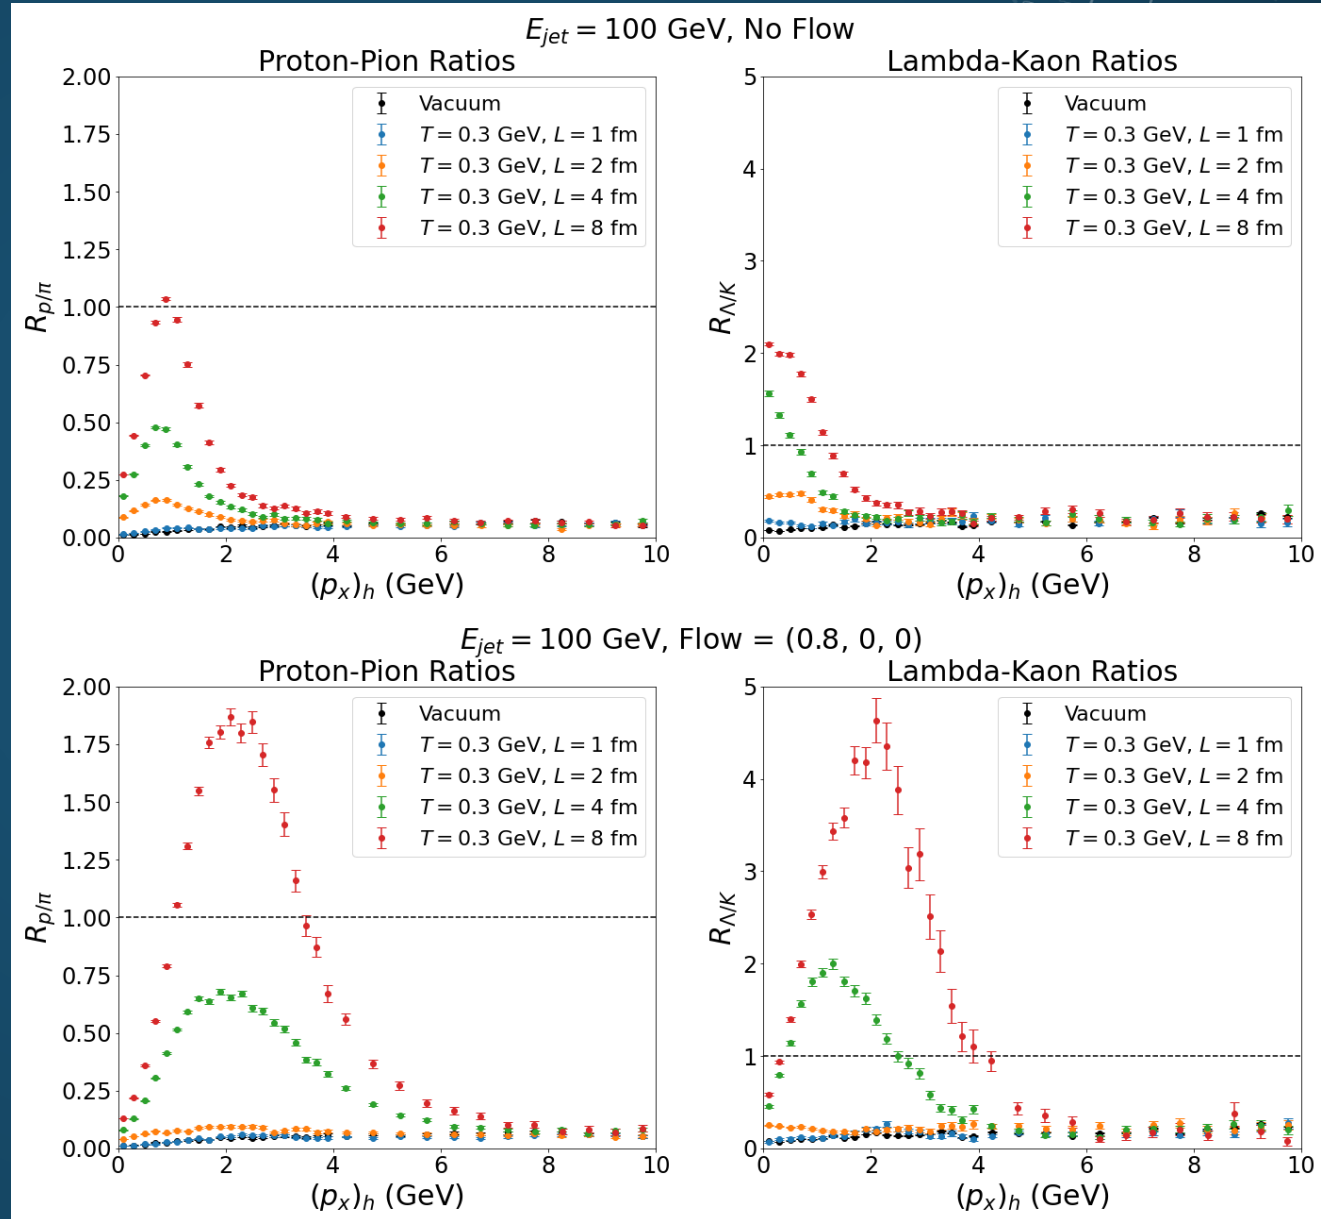 E_jet = 100 GeV, No Flow
Proton-Pion Ratios
2.00
1.75
1.50
1.25
1.00
0.75
0.50
0.25
0.00
R_p/π
Vacuum
T = 0.3 GeV, L = 1 fm
T = 0.3 GeV, L = 2 fm
T = 0.3 GeV, L = 4 fm
T = 0.3 GeV, L = 8 fm
0 2 4 6 8 10
(p_x)_h (GeV)
Lambda-Kaon Ratios
5
4
3
2
1
0
R_Λ/K
Vacuum
T = 0.3 GeV, L = 1 fm
T = 0.3 GeV, L = 2 fm
T = 0.3 GeV, L = 4 fm
T = 0.3 GeV, L = 8 fm
0 2 4 6 8 10
(p_x)_h (GeV)
E_jet = 100 GeV, Flow = (0.8, 0, 0)
Proton-Pion Ratios
2.00
1.75
1.50
1.25
1.00
0.75
0.50
0.25
0.00
R_p/π
Vacuum
T = 0.3 GeV, L = 1 fm
T = 0.3 GeV, L = 2 fm
T = 0.3 GeV, L = 4 fm
T = 0.3 GeV, L = 8 fm
0 2 4 6 8 10
(p_x)_h (GeV)
Lambda-Kaon Ratios
5
4
3
2
1
0
R_Λ/K
Vacuum
T = 0.3 GeV, L = 1 fm
T = 0.3 GeV, L = 2 fm
T = 0.3 GeV, L = 4 fm
T = 0.3 GeV, L = 8 fm
0 2 4 6 8 10
(p_x)_h (GeV)